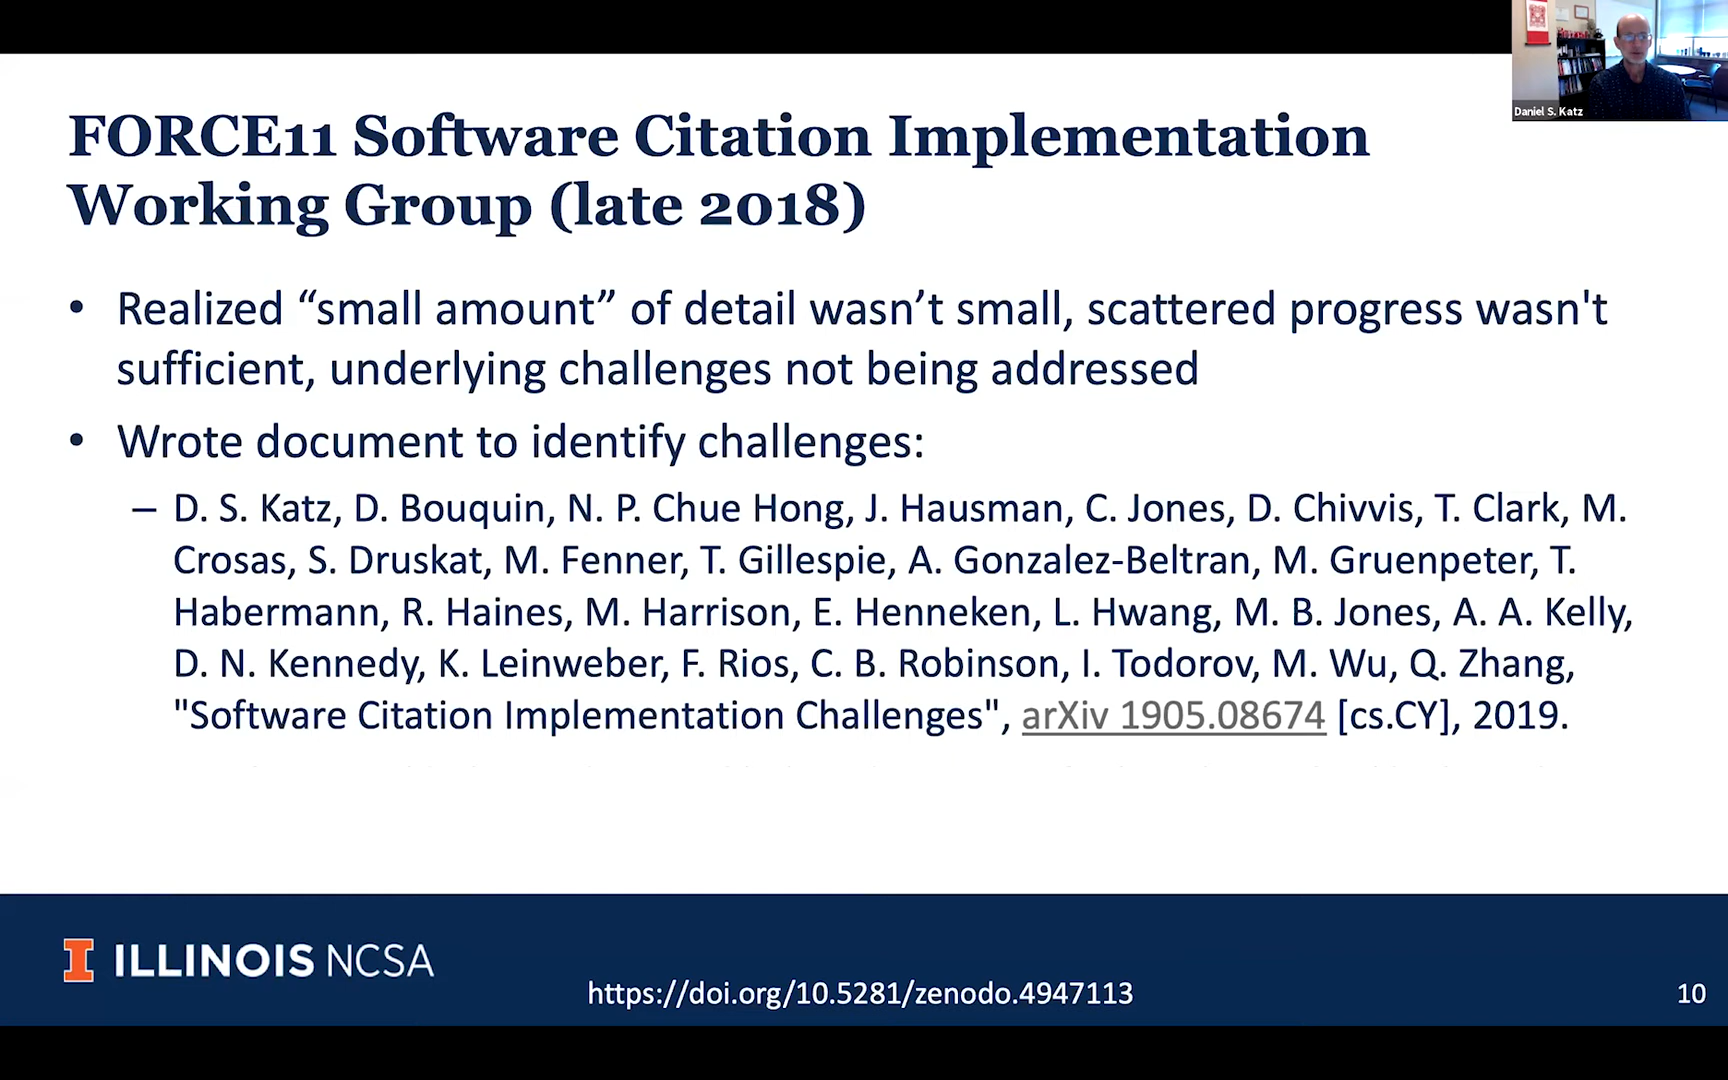 Daniel S. Katz
FORCE11 Software Citation Implementation
Working Group (late 2018)
• Realized “small amount” of detail wasn’t small, scattered progress wasn't
sufficient, underlying challenges not being addressed
• Wrote document to identify challenges:
– D. S. Katz, D. Bouquin, N. P. Chue Hong, J. Hausman, C. Jones, D. Chivvis, T. Clark, M.
Crosas, S. Druskat, M. Fenner, T. Gillespie, A. Gonzalez-Beltran, M. Gruenpeter, T.
Habermann, R. Haines, M. Harrison, E. Henneken, L. Hwang, M. B. Jones, A. A. Kelly,
D. N. Kennedy, K. Leinweber, F. Rios, C. B. Robinson, I. Todorov, M. Wu, Q. Zhang,
"Software Citation Implementation Challenges", arXiv 1905.08674 [cs.CY], 2019.
I ILLINOIS NCSA
https://doi.org/10.5281/zenodo.4947113
10